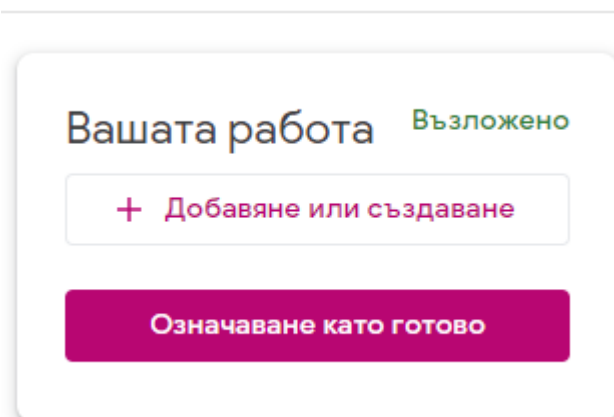 Вашата работа Възложено
+ Добавяне или създаване
Означаване като готово